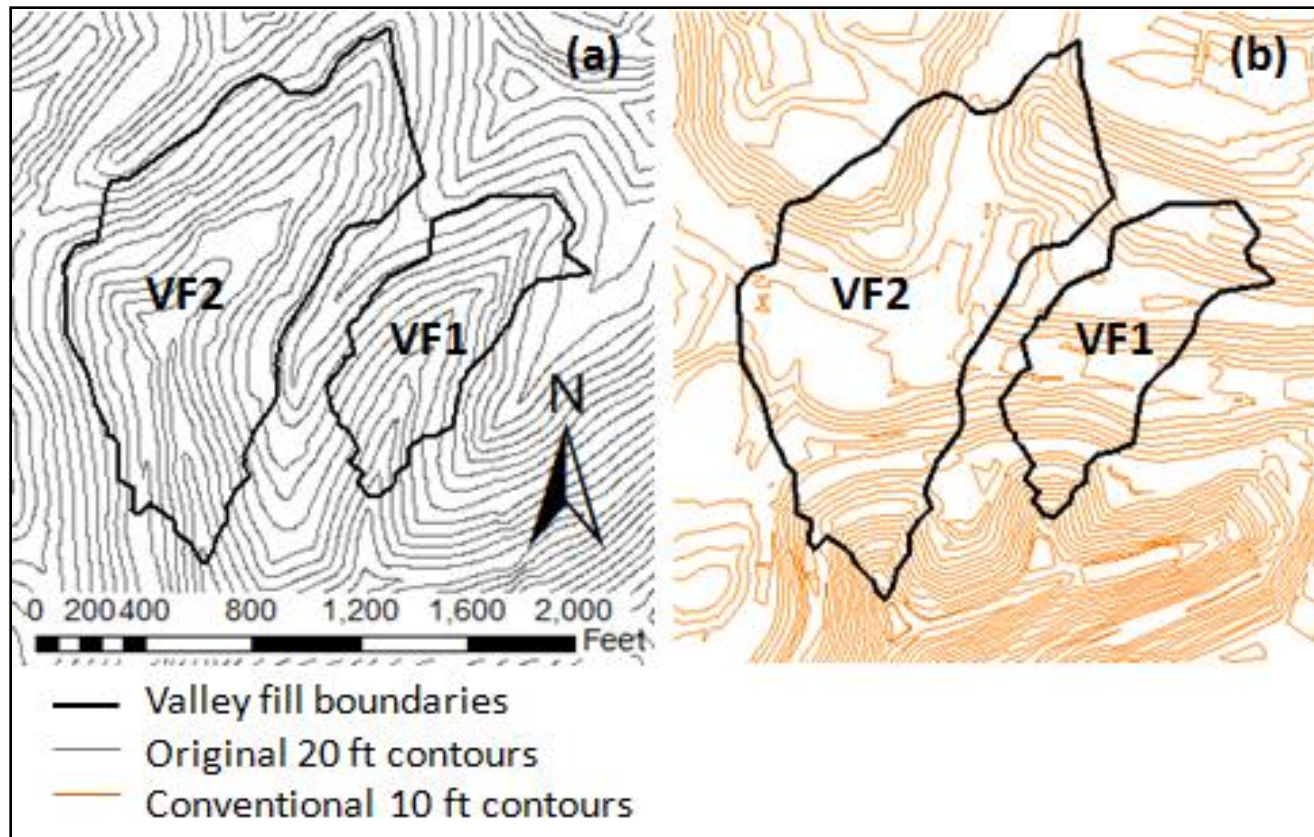 (a)
(b)
VF2
VF1
N
VF2
VF1
0 200 400 800 1,200 1,600 2,000
Feet
Valley fill boundaries
Original 20 ft contours
Conventional 10 ft contours